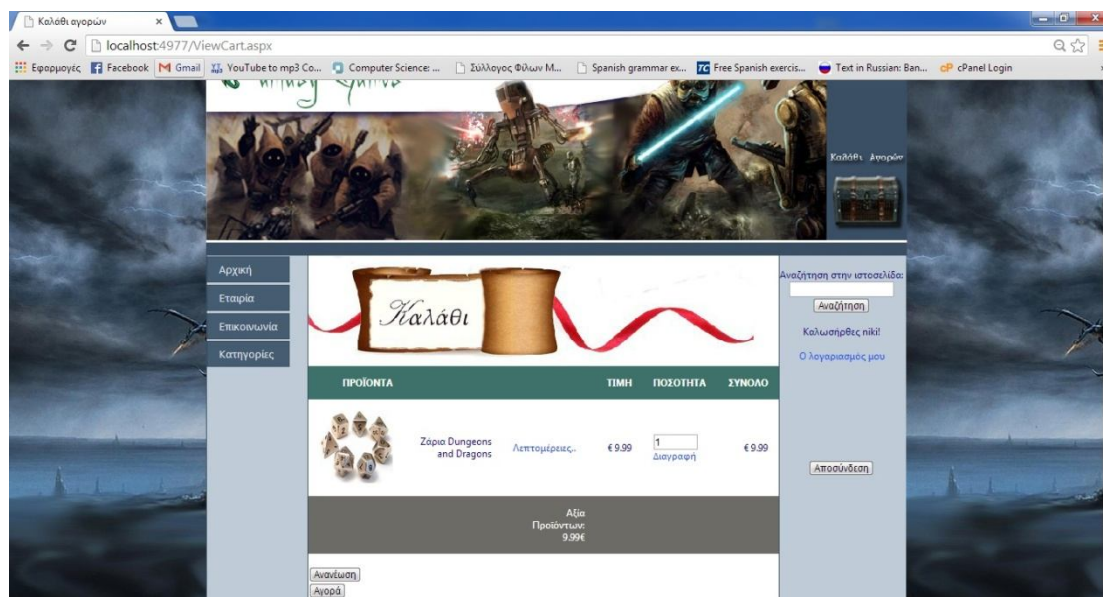 Καλάθι αγορών
localhost:4977/ViewCart.aspx
Εφαρμογές Facebook Gmail YouTube to mp3 Co... Computer Science: ... Σύλλογος Φίλων Μ... Spanish grammar ex... Free Spanish exercis... Text in Russian: Ban... cPanel Login
Καλάθι Αγορών
Αρχική
Εταιρία
Επικοινωνία
Κατηγορίες
Καλάθι
ΠΡΟΪΟΝΤΑ ΤΙΜΗ ΠΟΣΟΤΗΤΑ ΣΥΝΟΛΟ
Ζάρια Dungeons
and Dragons
Λεπτομέρειες..
€ 9.99
1
Διαγραφή
€ 9.99
Αξία
Προϊόντων:
9.99€
Ανανέωση
Αγορά
Αναζήτηση στην ιστοσελίδα:
Αναζήτηση
Καλωσήρθες niki!
Ο λογαριασμός μου
Αποσύνδεση